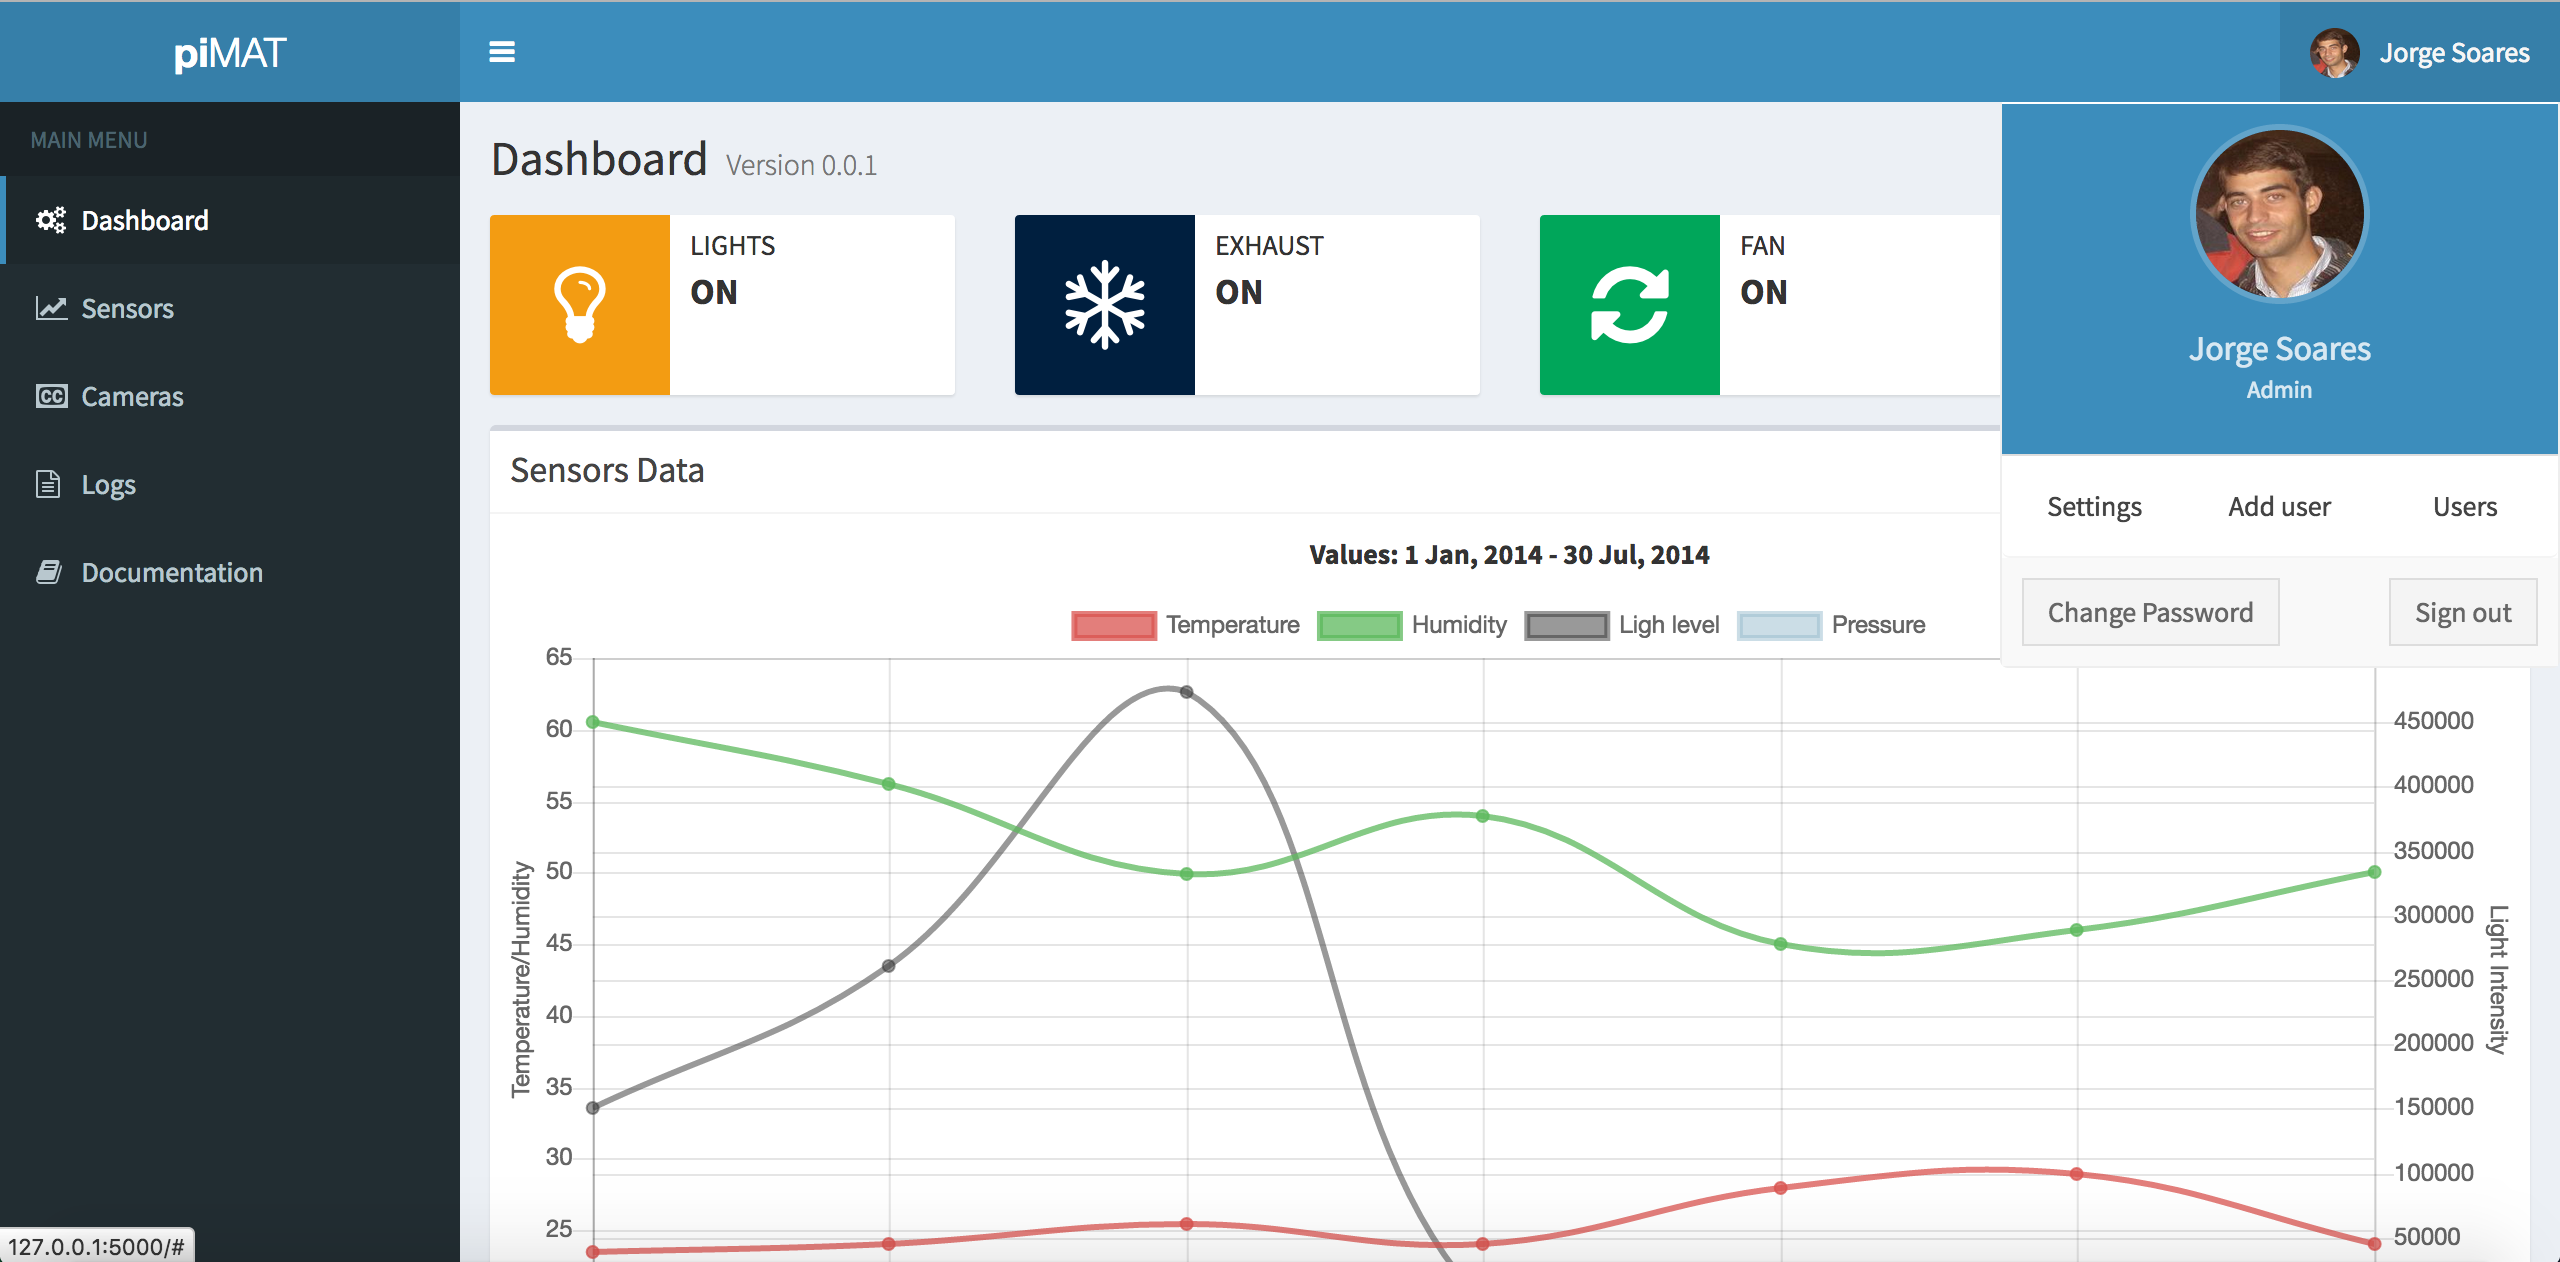 piMAT
Jorge Soares
MAIN MENU
Dashboard
Sensors
Cameras
Logs
Documentation
Dashboard Version 0.0.1
LIGHTS
ON
EXHAUST
ON
FAN
ON
Jorge Soares
Admin
Settings Add user Users
Change Password Sign out
Sensors Data
Values: 1 Jan, 2014 - 30 Jul, 2014
Temperature Humidity Ligh level Pressure
Temperature/Humidity
65
60
55
50
45
40
35
30
25
450000
400000
350000
300000
250000
200000
150000
100000
50000
Light Intensity
127.0.0.1:5000/#